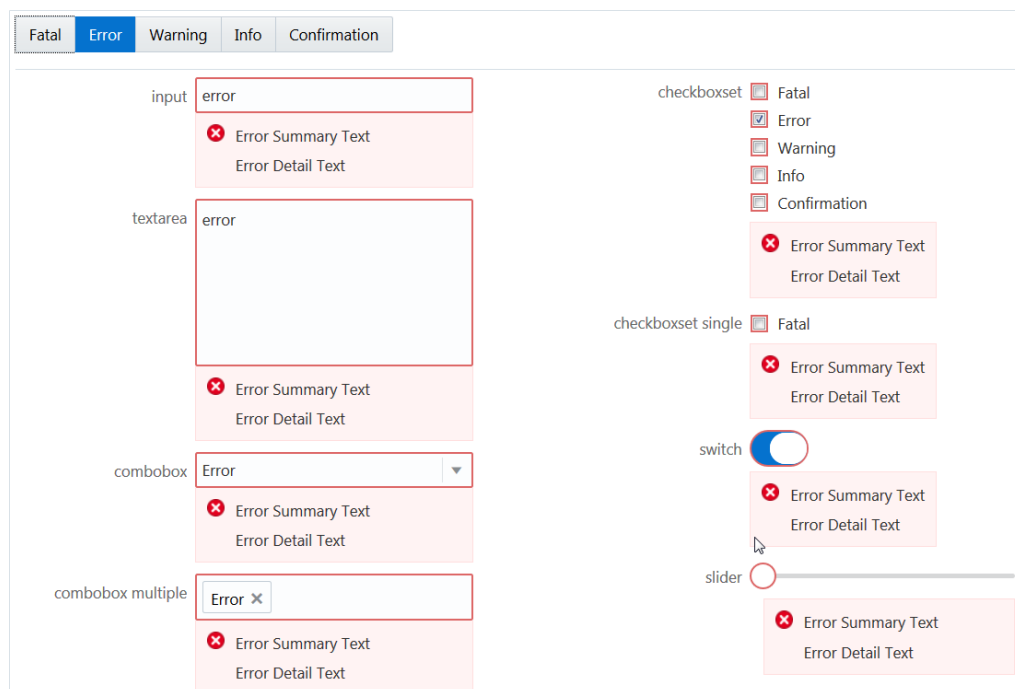 Fatal Error Warning Info Confirmation
input
error
Error Summary Text
Error Detail Text
textarea
error
Error Summary Text
Error Detail Text
combobox
Error
Error Summary Text
Error Detail Text
combobox multiple
Error
Error Summary Text
Error Detail Text
checkboxset
Fatal
Error
Warning
Info
Confirmation
Error Summary Text
Error Detail Text
checkboxset single
Fatal
Error Summary Text
Error Detail Text
switch
Error Summary Text
Error Detail Text
slider
Error Summary Text
Error Detail Text